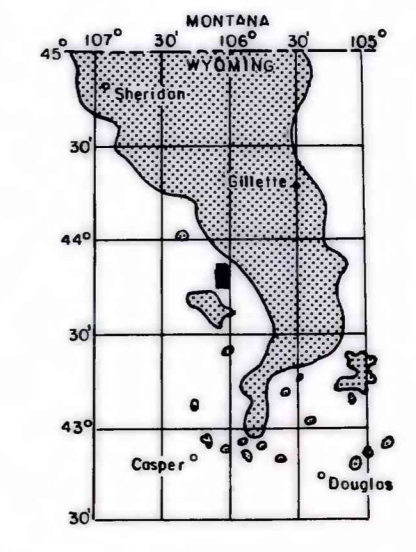 MONTANA
45° 107° 30' 106° 30' 105°
WYOMING
Sheridan
30'
Gillette
44°
30'
43°
Casper
Douglas
30'